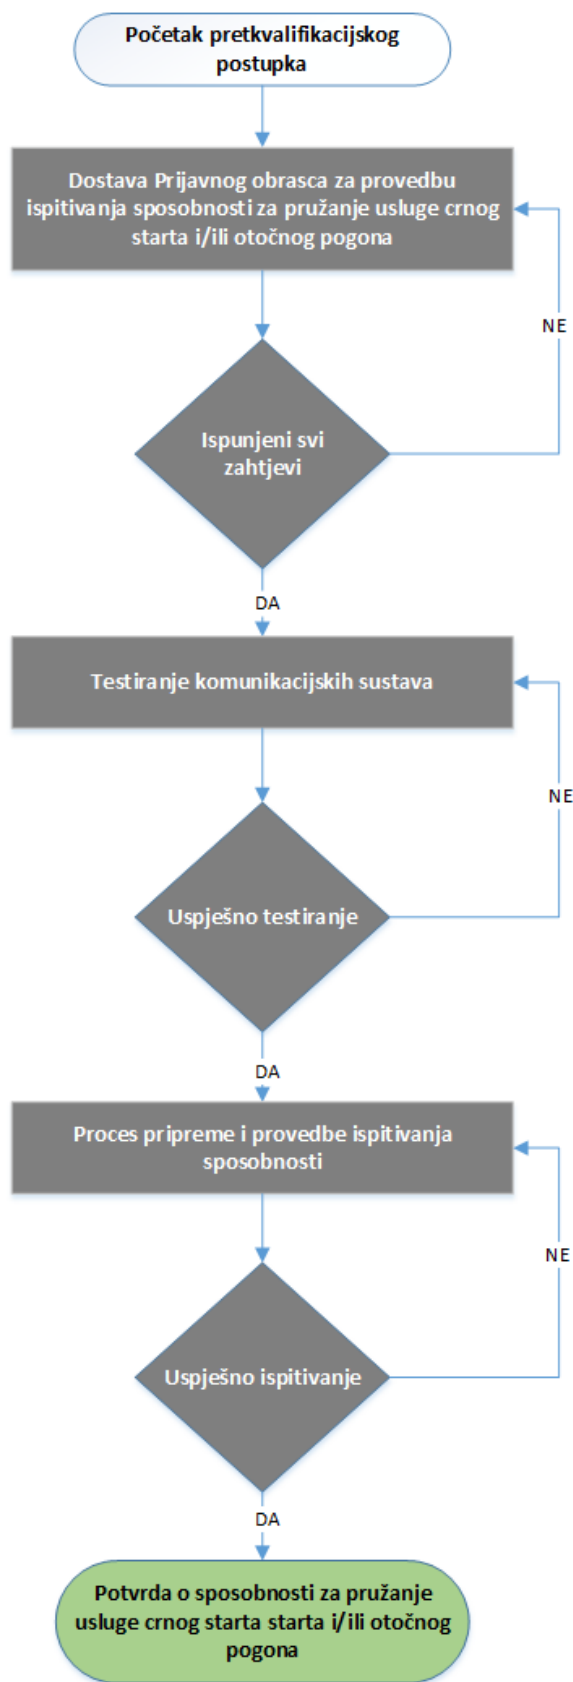 Početak pretkvalifikacijskog
postupka
Dostava Prijavnog obrasca za provedbu
ispitivanja sposobnosti za pružanje usluge crnog
starta i/ili otočnog pogona
NE
Ispunjeni svi
zahtjevi
DA
Testiranje komunikacijskih sustava
NE
Uspješno testiranje
DA
Proces pripreme i provedbe ispitivanja
sposobnosti
NE
Uspješno ispitivanje
DA
Potvrda o sposobnosti za pružanje
usluge crnog starta starta i/ili otočnog
pogona